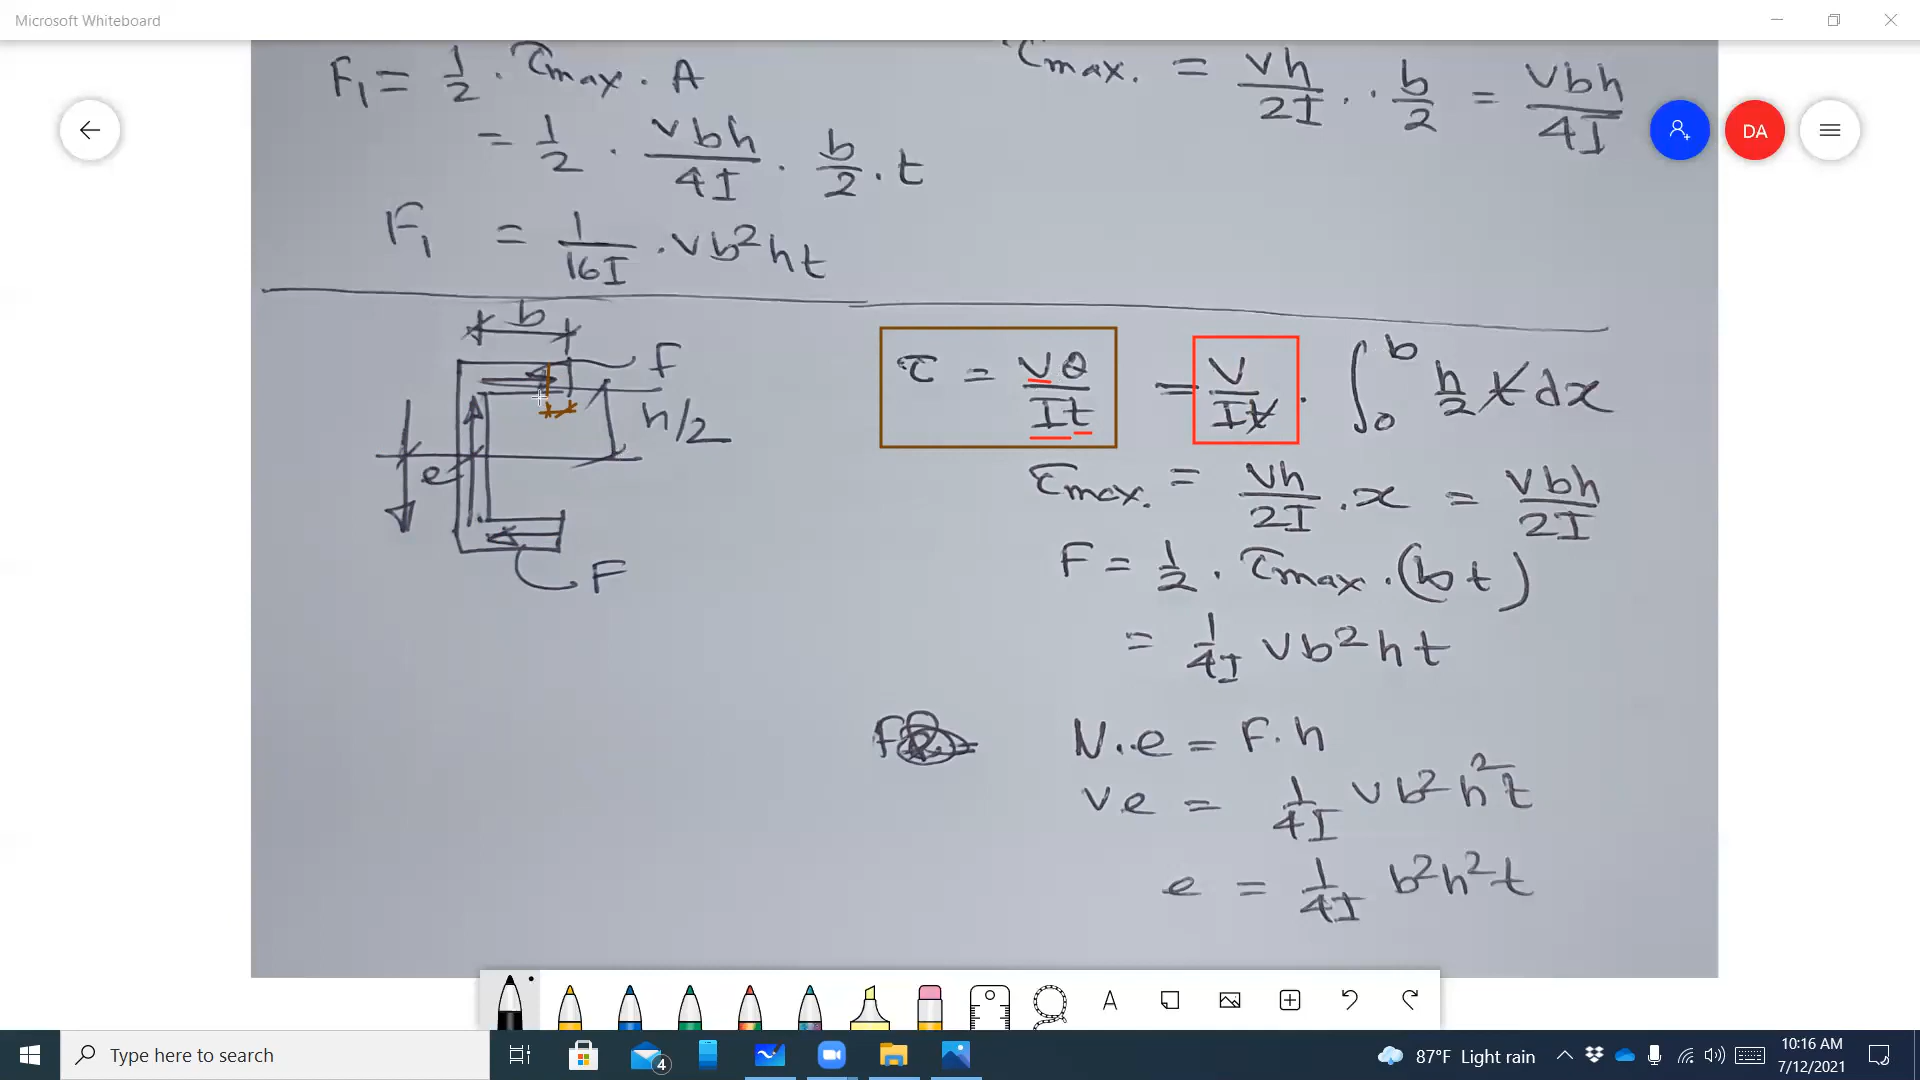 Microsoft Whiteboard
F₁ = 1/2 · τmax · A
= 1/2 · Vbh/4I · b/2 · t
F₁ = 1/16I · Vb²ht
τmax. = Vh/2I · · b/2 = Vbh/4I
DA
b
F
h/2
e
F
τ = VQ/It = V/It · ∫₀ᵇ h/2 t dx
τmax. = Vh/2I · x = Vbh/2I
F = 1/2 · τmax · (bt)
= 1/4I Vb²ht
V.e = F.h
Ve = 1/4I Vb²h²t
e = 1/4I b²h²t
A
Type here to search
4
87°F Light rain
10:16 AM
7/12/2021